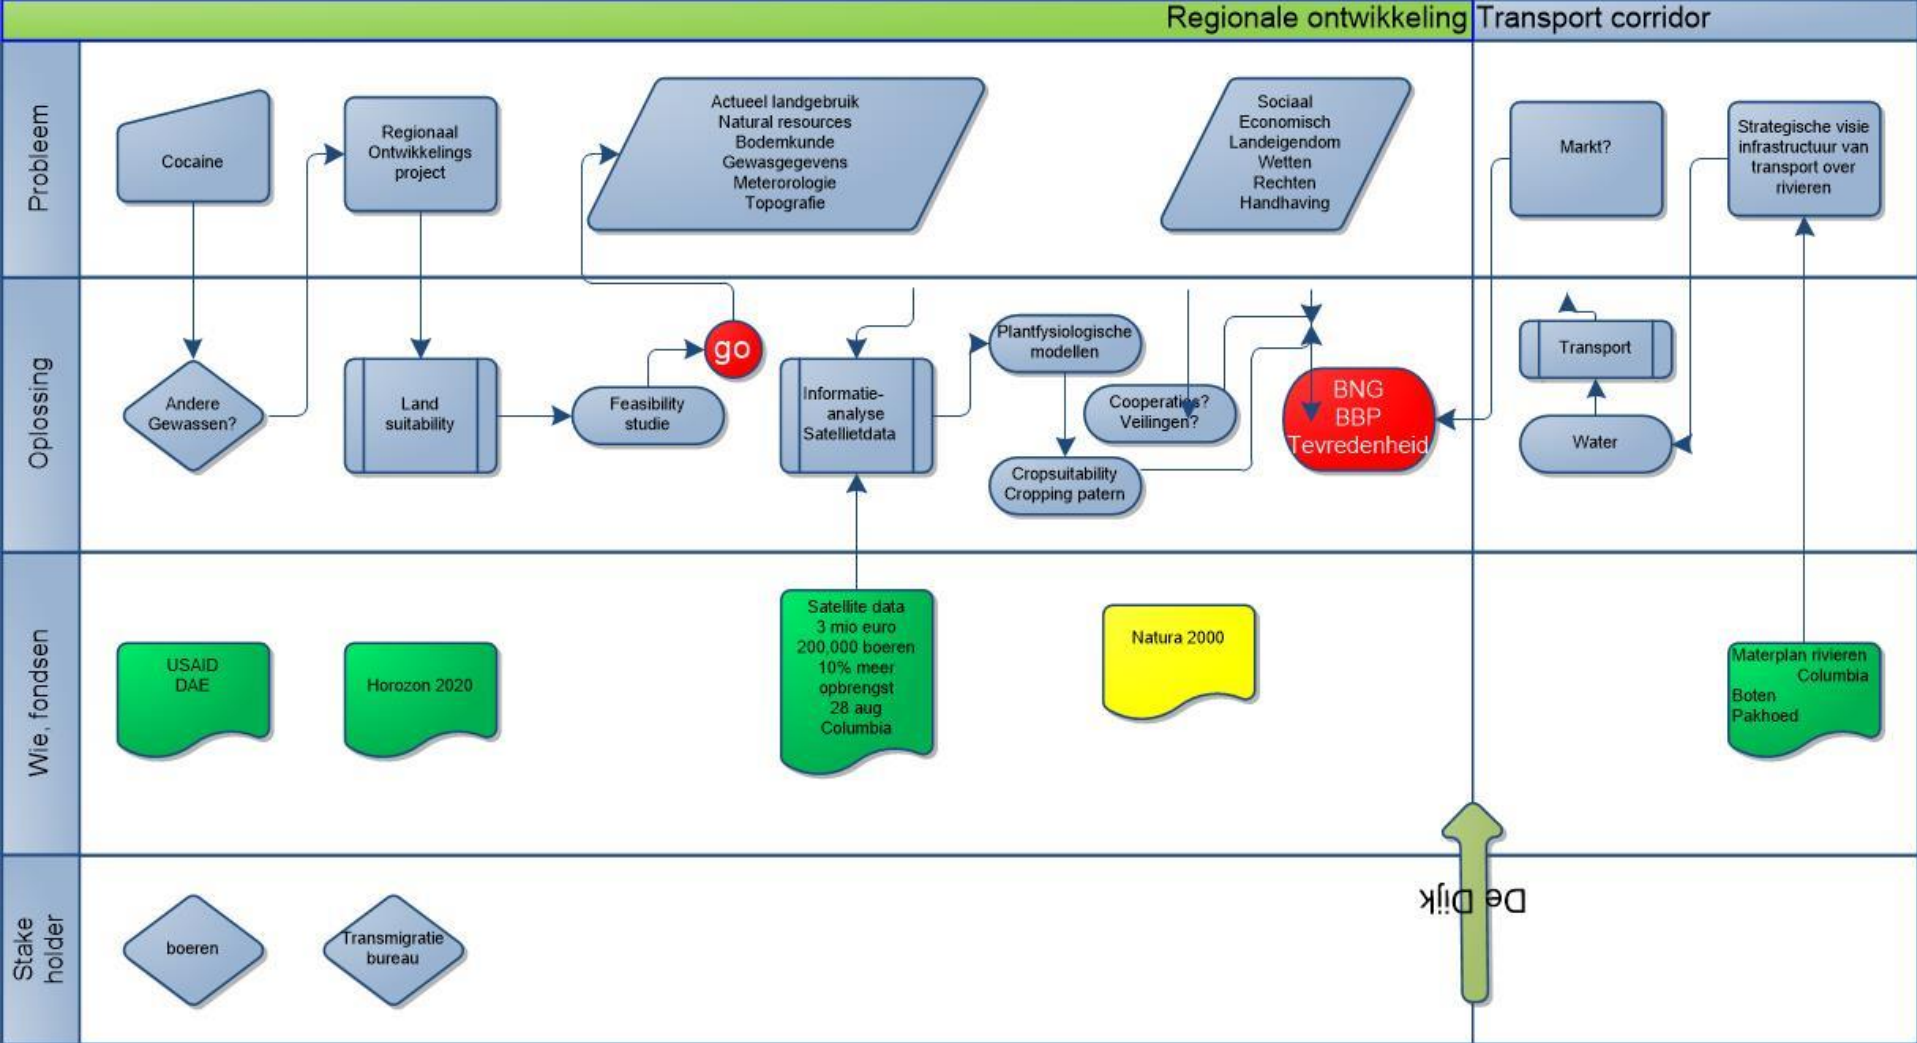 Regionale ontwikkeling
Transport corridor
Probleem
Cocaine
Regionaal
Ontwikkelings
project
Actueel landgebruik
Natural resources
Bodemkunde
Gewasgegevens
Meterorologie
Topografie
Sociaal
Economisch
Landeigendom
Wetten
Rechten
Handhaving
Markt?
Strategische visie
infrastructuur van
transport over
rivieren
Oplossing
Andere
Gewassen?
Land
suitability
Feasibility
studie
go
Informatie-
analyse
Satellietdata
Plantfysiologische
modellen
Cooperaties?
Veilingen?
Cropsuitability
Cropping patern
BNG
BBP
Tevredenheid
Transport
Water
Wie, fondsen
USAID
DAE
Horozon 2020
Satellite data
3 mio euro
200,000 boeren
10% meer
opbrengst
28 aug
Columbia
Natura 2000
Materplan rivieren
Columbia
Boten
Pakhoed
Stake
holder
boeren
Transmigratie
bureau
De Dijk